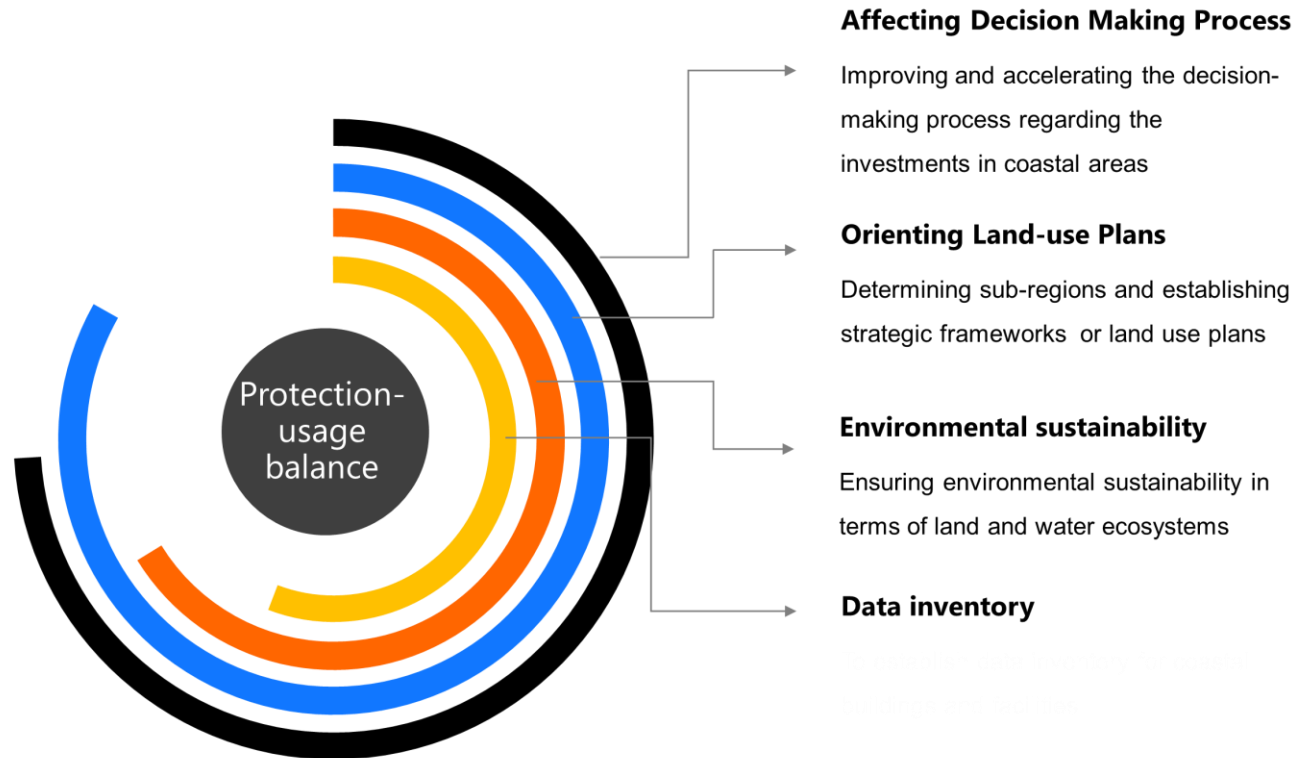 Affecting Decision Making Process
Improving and accelerating the decision-
making process regarding the
investments in coastal areas
Orienting Land-use Plans
Determining sub-regions and establishing
strategic frameworks or land use plans
Protection-
usage
balance
Environmental sustainability
Ensuring environmental sustainability in
terms of land and water ecosystems
Data inventory